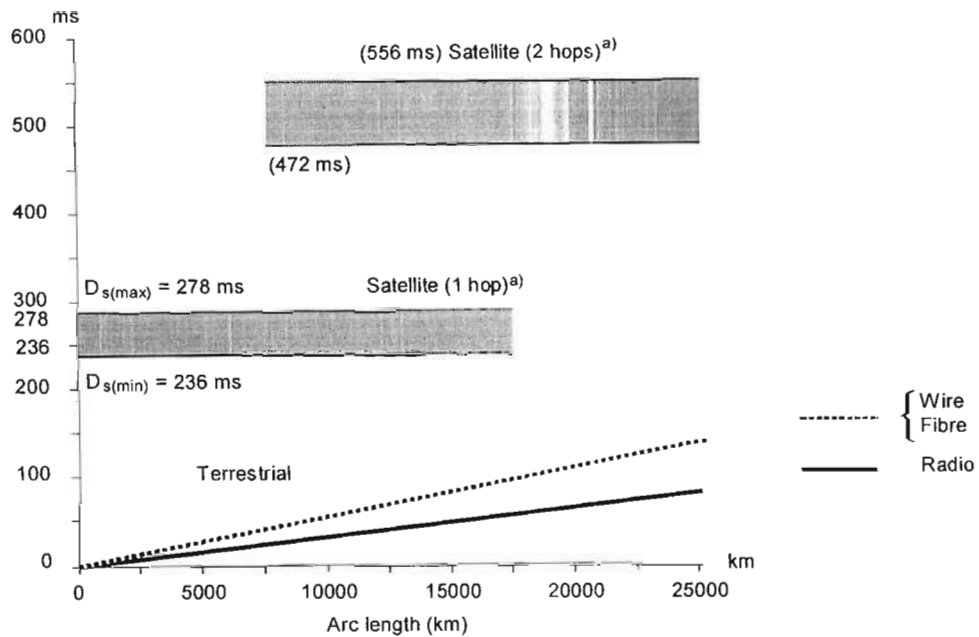 ms
600
(556 ms) Satellite (2 hops)a)
500
(472 ms)
400
Ds(max) = 278 ms
Satellite (1 hop)a)
300
278
236
Ds(min) = 236 ms
200
Wire
Fibre
Radio
100
Terrestrial
0
km
0 5000 10000 15000 20000 25000
Arc length (km)